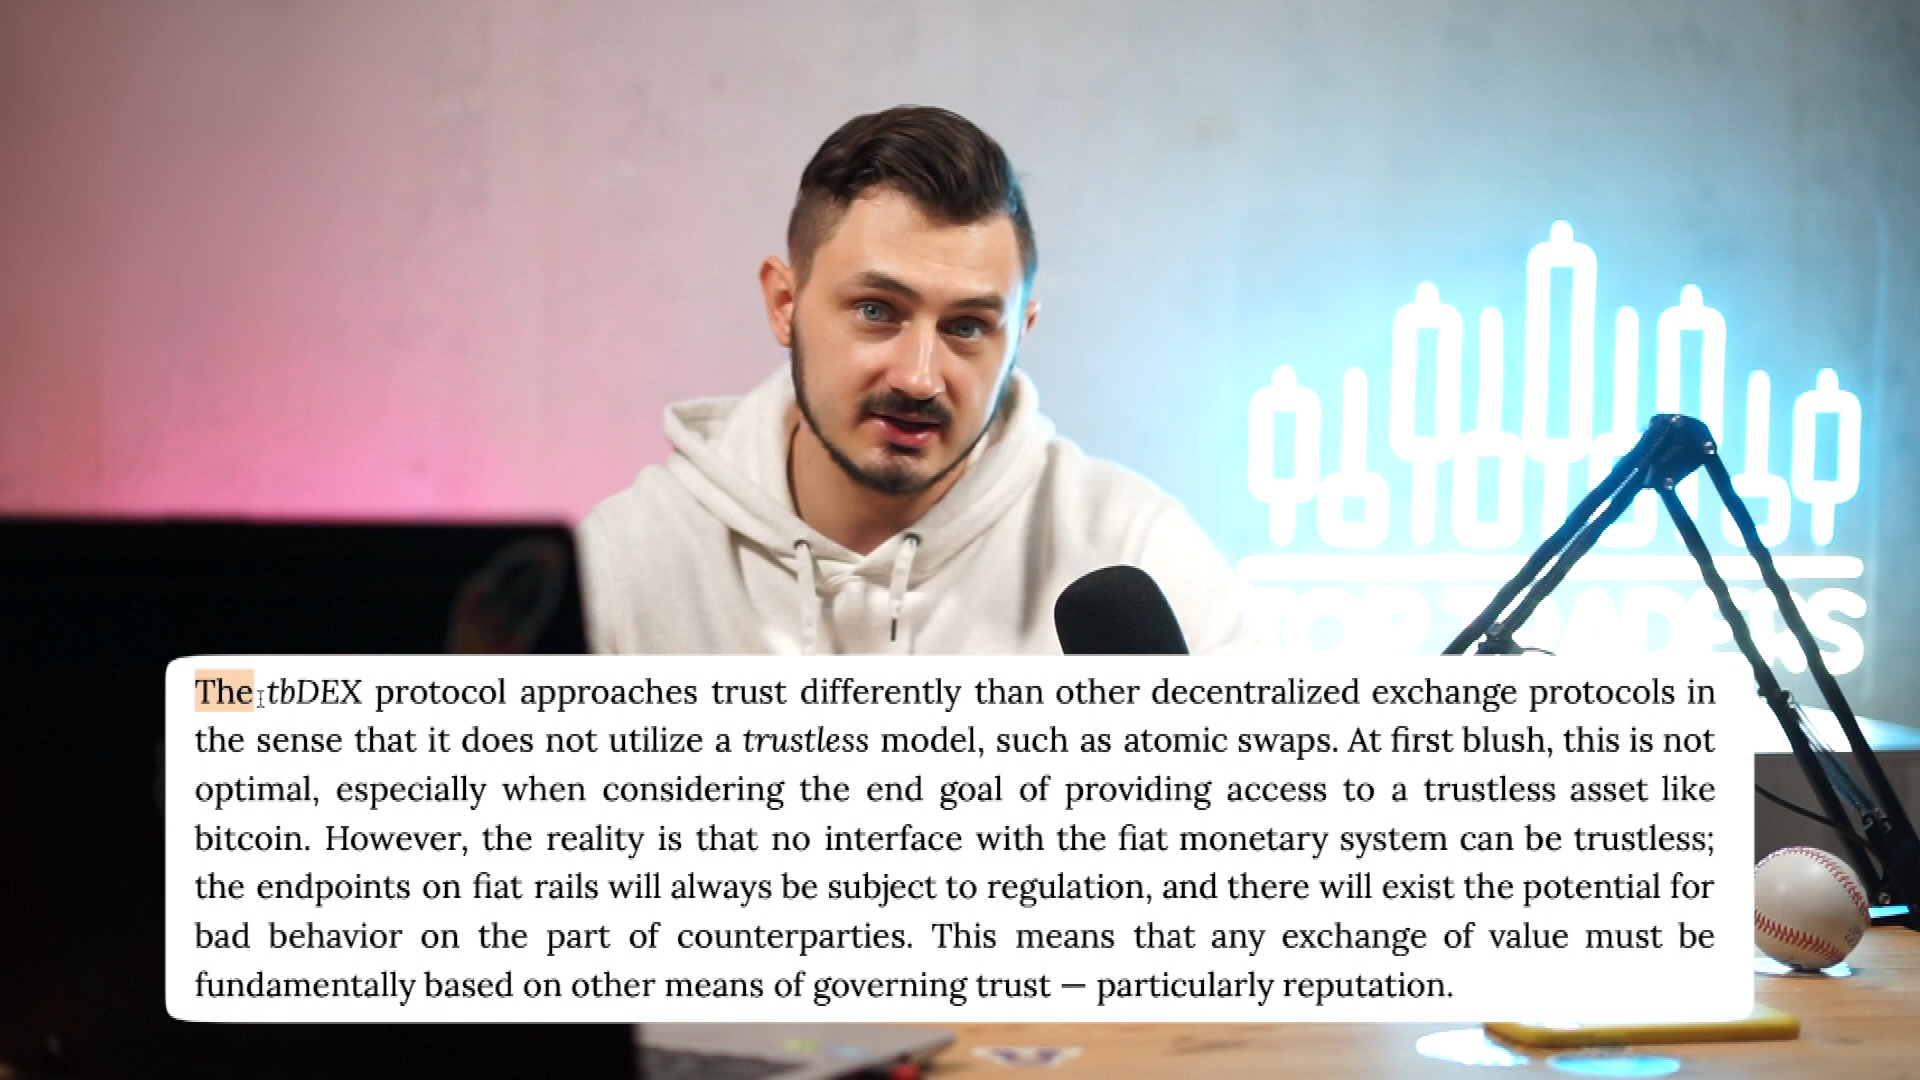 TOP TRADERS
The tbDEX protocol approaches trust differently than other decentralized exchange protocols in
the sense that it does not utilize a trustless model, such as atomic swaps. At first blush, this is not
optimal, especially when considering the end goal of providing access to a trustless asset like
bitcoin. However, the reality is that no interface with the fiat monetary system can be trustless;
the endpoints on fiat rails will always be subject to regulation, and there will exist the potential for
bad behavior on the part of counterparties. This means that any exchange of value must be
fundamentally based on other means of governing trust — particularly reputation.